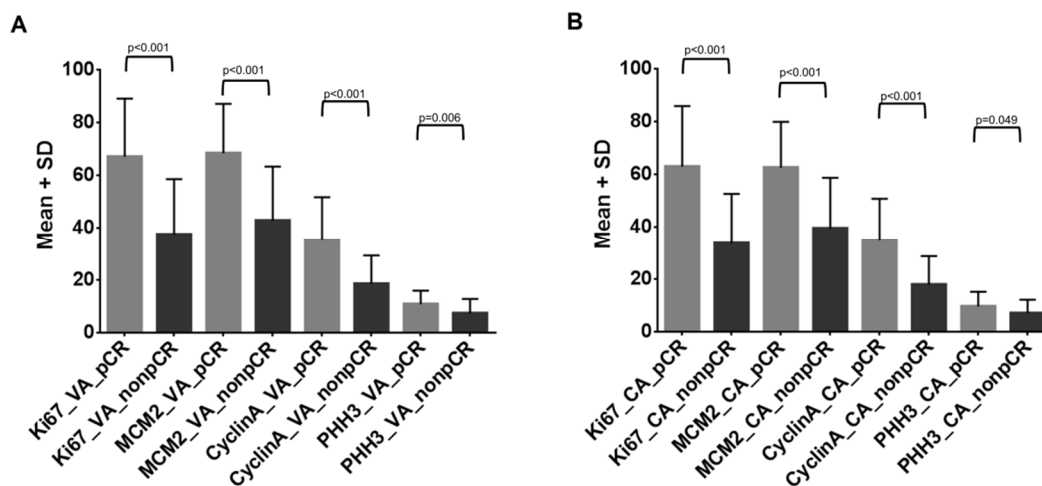 A
p<0.001
p<0.001
p<0.001
p=0.006
Mean + SD
100
80
60
40
20
0
Ki67_VA_pCR
Ki67_VA_nonpCR
MCM2_VA_pCR
MCM2_VA_nonpCR
CyclinA_VA_pCR
CyclinA_VA_nonpCR
PHH3_VA_pCR
PHH3_VA_nonpCR
B
p<0.001
p<0.001
p<0.001
p=0.049
Mean + SD
100
80
60
40
20
0
Ki67_CA_pCR
Ki67_CA_nonpCR
MCM2_CA_pCR
MCM2_CA_nonpCR
CyclinA_CA_pCR
CyclinA_CA_nonpCR
PHH3_CA_pCR
PHH3_CA_nonpCR